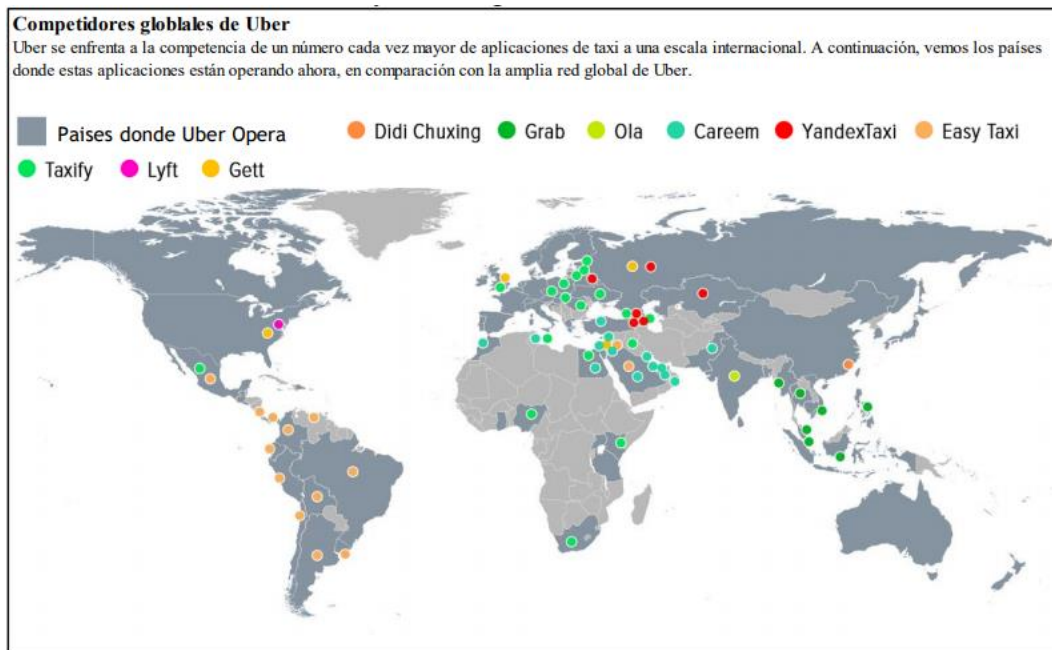 Competidores globlales de Uber
Uber se enfrenta a la competencia de un número cada vez mayor de aplicaciones de taxi a una escala internacional. A continuación, vemos los países
donde estas aplicaciones están operando ahora, en comparación con la amplia red global de Uber.
Paises donde Uber Opera
Didi Chuxing
Grab
Ola
Careem
YandexTaxi
Easy Taxi
Taxify
Lyft
Gett